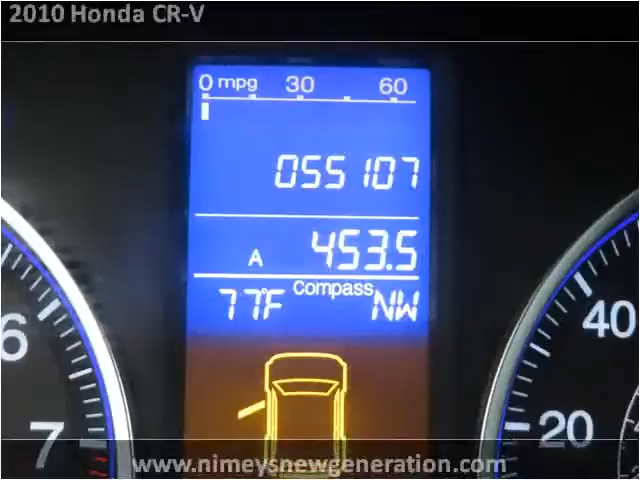 2010 Honda CR-V
0 mpg 30 60
055107
A 453.5
Compass
77°F NW
6 40
7 20
www.nimeysnewgeneration.com